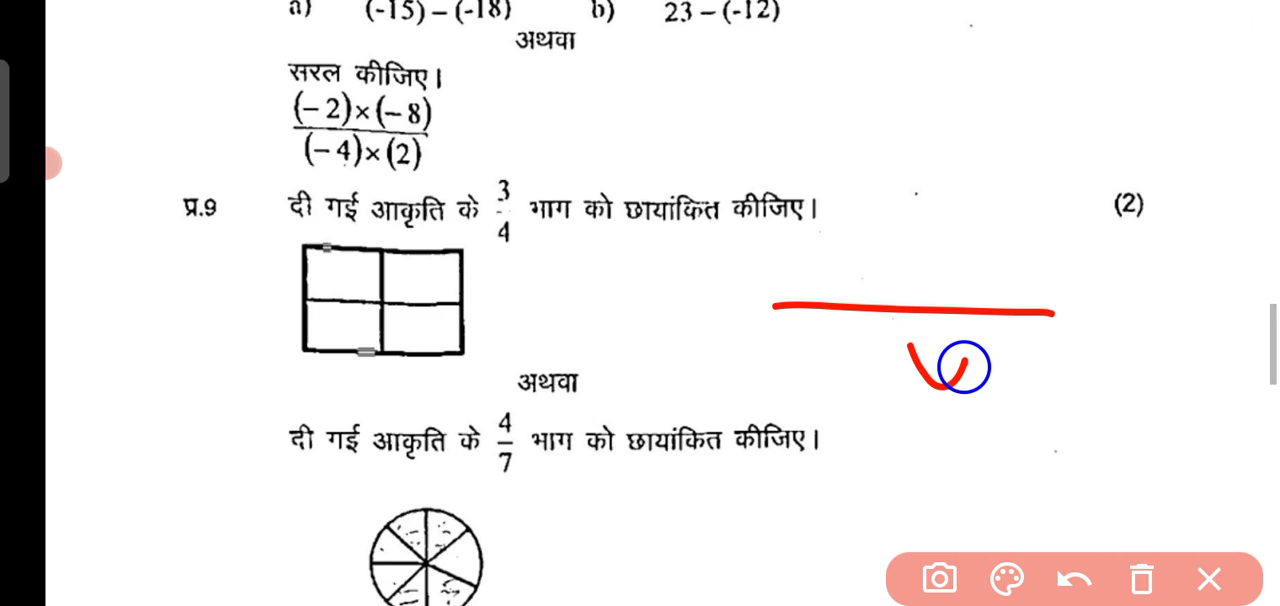 a) (-15) – (-18) b) 23 – (-12)
अथवा
सरल कीजिए।
(– 2)×(– 8)
(– 4)×(2)
प्र.9 दी गई आकृति के 3/4 भाग को छायांकित कीजिए। (2)
अथवा
दी गई आकृति के 4/7 भाग को छायांकित कीजिए।